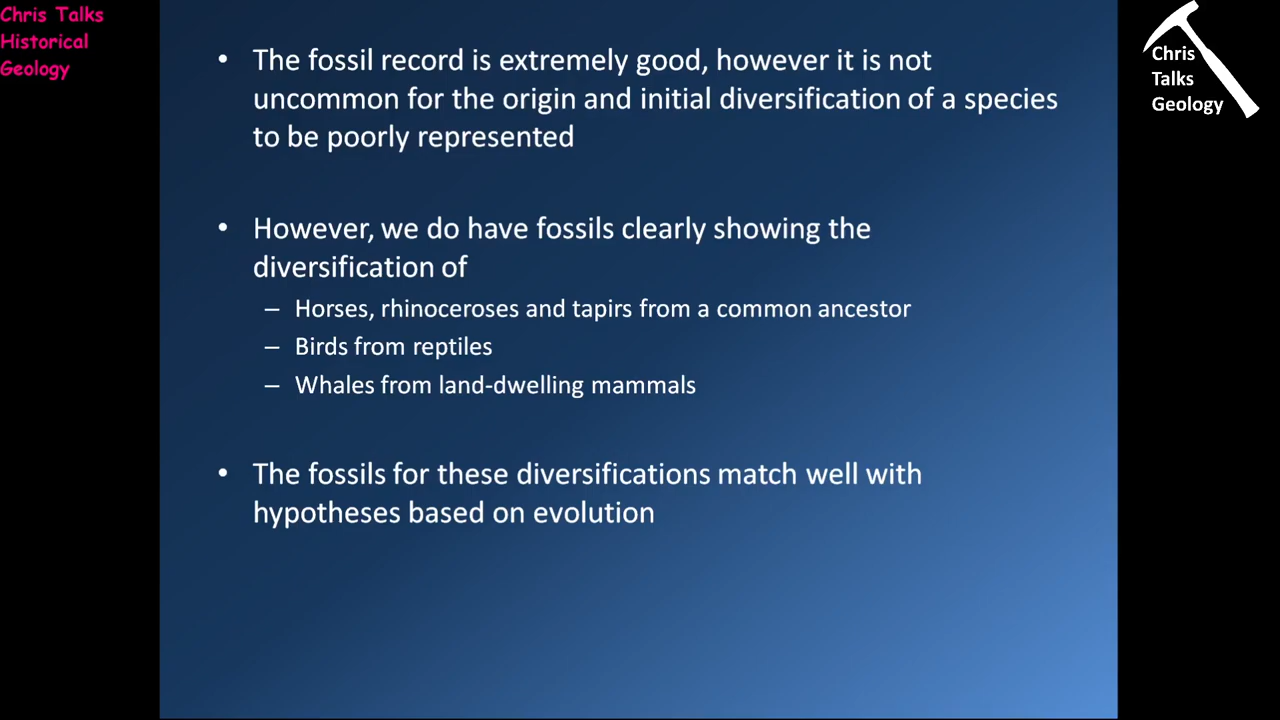 Chris Talks
Historical
Geology
Chris
Talks
Geology
• The fossil record is extremely good, however it is not
uncommon for the origin and initial diversification of a species
to be poorly represented
• However, we do have fossils clearly showing the
diversification of
– Horses, rhinoceroses and tapirs from a common ancestor
– Birds from reptiles
– Whales from land-dwelling mammals
• The fossils for these diversifications match well with
hypotheses based on evolution